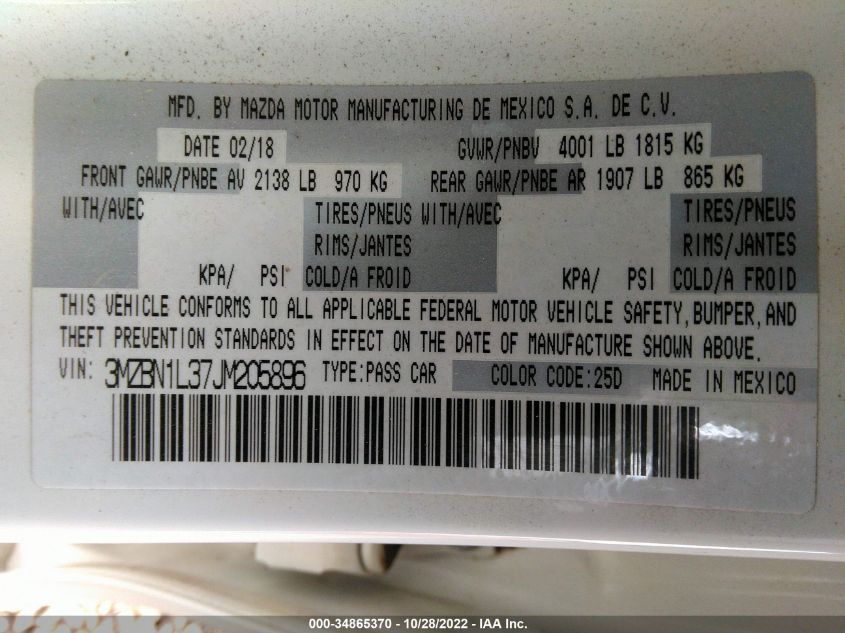 MFD. BY MAZDA MOTOR MANUFACTURING DE MEXICO S.A. DE C.V.
DATE 02/18 GVWR/PNBV 4001 LB 1815 KG
FRONT GAWR/PNBE AV 2138 LB 970 KG REAR GAWR/PNBE AR 1907 LB 865 KG
WITH/AVEC TIRES/PNEUS WITH/AVEC TIRES/PNEUS
RIMS/JANTES RIMS/JANTES
KPA/ PSI COLD/A FROID KPA/ PSI COLD/A FROID
THIS VEHICLE CONFORMS TO ALL APPLICABLE FEDERAL MOTOR VEHICLE SAFETY, BUMPER, AND
THEFT PREVENTION STANDARDS IN EFFECT ON THE DATE OF MANUFACTURE SHOWN ABOVE.
VIN: 3MZBN1L37JM205896 TYPE:PASS CAR COLOR CODE:25D MADE IN MEXICO
000-34865370 - 10/28/2022 - IAA Inc.